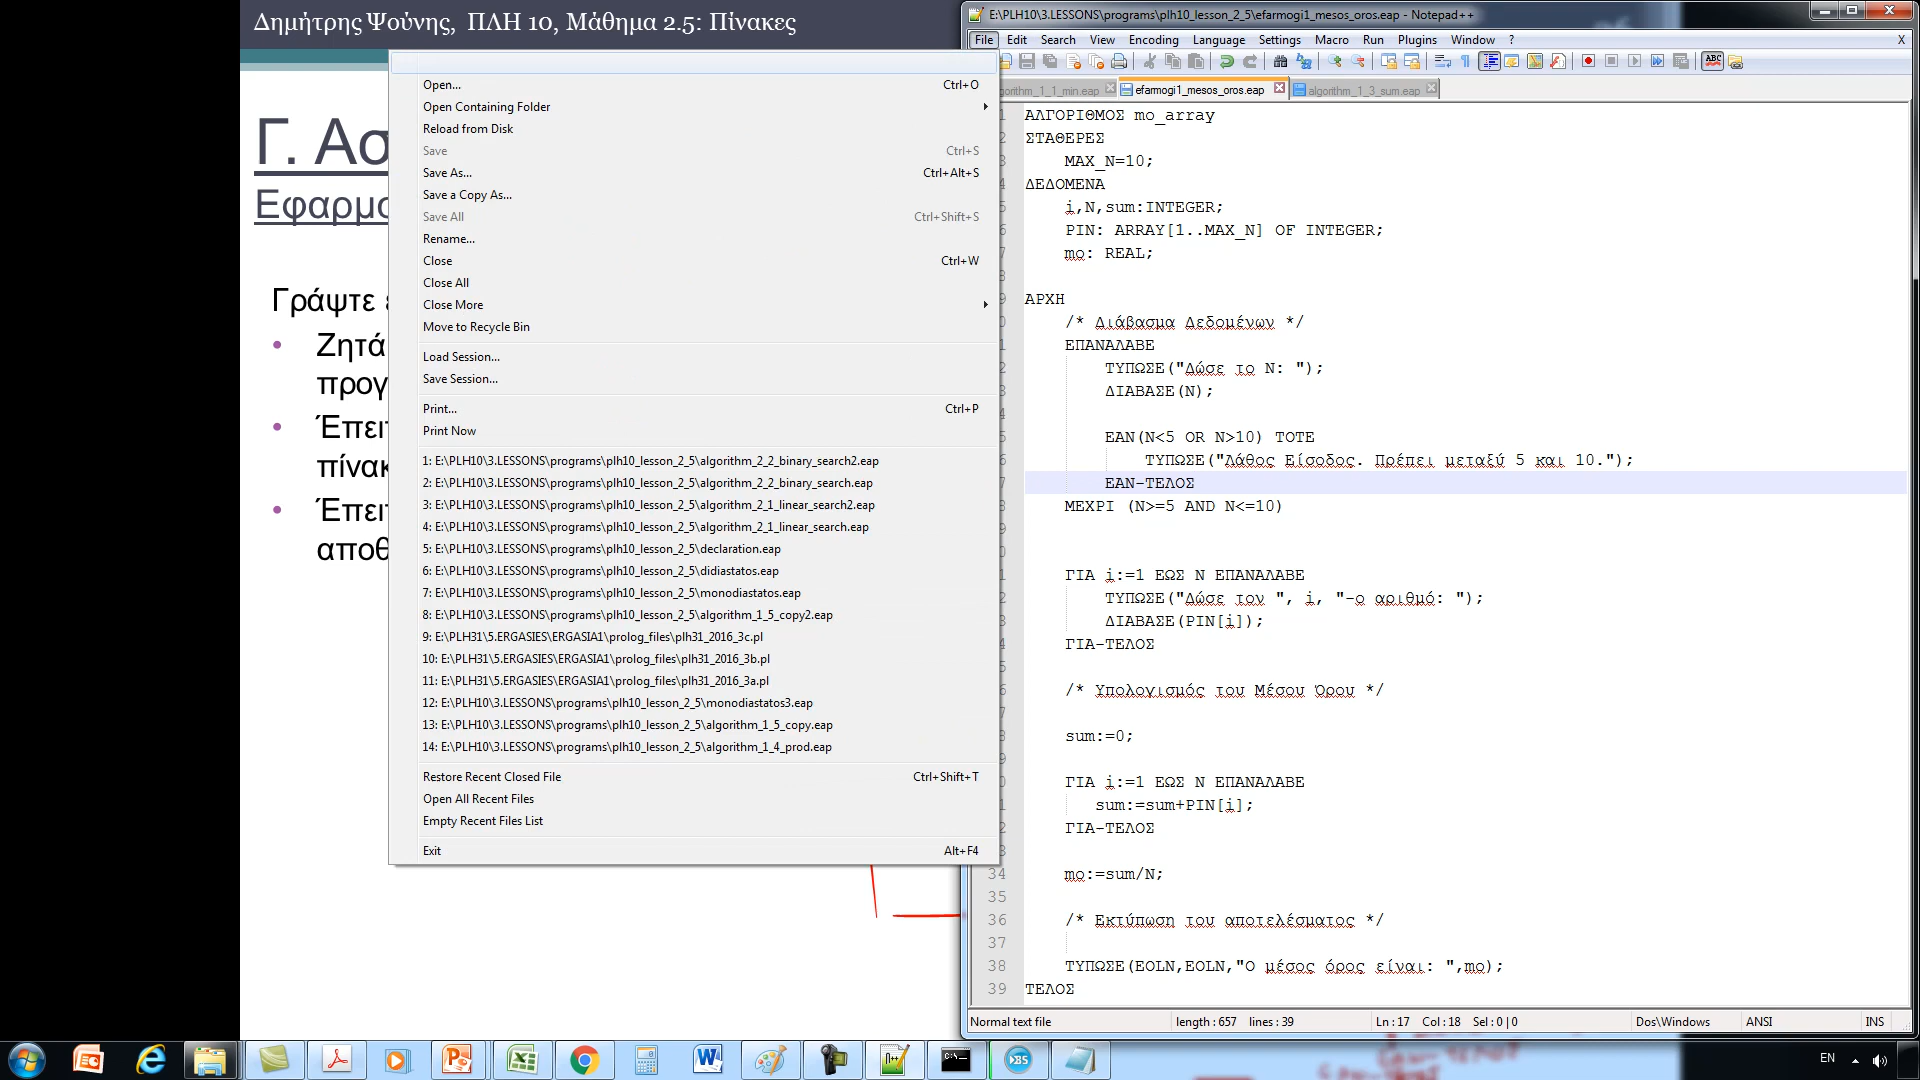 Δημήτρης Ψούνης, ΠΛΗ 10, Μάθημα 2.5: Πίνακες
Γ. Ασ
Εφαρμο
Γράψτε
• Ζητά
προγ
• Έπει
πίνακ
• Έπει
αποθ
Open... Ctrl+O
Open Containing Folder
Reload from Disk
Save Ctrl+S
Save As... Ctrl+Alt+S
Save a Copy As...
Save All Ctrl+Shift+S
Rename...
Close Ctrl+W
Close All
Close More
Move to Recycle Bin
Load Session...
Save Session...
Print... Ctrl+P
Print Now
1: E:\PLH10\3.LESSONS\programs\plh10_lesson_2_5\algorithm_2_2_binary_search2.eap
2: E:\PLH10\3.LESSONS\programs\plh10_lesson_2_5\algorithm_2_2_binary_search.eap
3: E:\PLH10\3.LESSONS\programs\plh10_lesson_2_5\algorithm_2_1_linear_search2.eap
4: E:\PLH10\3.LESSONS\programs\plh10_lesson_2_5\algorithm_2_1_linear_search.eap
5: E:\PLH10\3.LESSONS\programs\plh10_lesson_2_5\declaration.eap
6: E:\PLH10\3.LESSONS\programs\plh10_lesson_2_5\didiastatos.eap
7: E:\PLH10\3.LESSONS\programs\plh10_lesson_2_5\monodiastatos.eap
8: E:\PLH10\3.LESSONS\programs\plh10_lesson_2_5\algorithm_1_5_copy2.eap
9: E:\PLH31\5.ERGASIES\ERGASIA1\prolog_files\plh31_2016_3c.pl
10: E:\PLH31\5.ERGASIES\ERGASIA1\prolog_files\plh31_2016_3b.pl
11: E:\PLH31\5.ERGASIES\ERGASIA1\prolog_files\plh31_2016_3a.pl
12: E:\PLH10\3.LESSONS\programs\plh10_lesson_2_5\monodiastatos3.eap
13: E:\PLH10\3.LESSONS\programs\plh10_lesson_2_5\algorithm_1_5_copy.eap
14: E:\PLH10\3.LESSONS\programs\plh10_lesson_2_5\algorithm_1_4_prod.eap
Restore Recent Closed File Ctrl+Shift+T
Open All Recent Files
Empty Recent Files List
Exit Alt+F4
E:\PLH10\3.LESSONS\programs\plh10_lesson_2_5\efarmogi1_mesos_oros.eap - Notepad++
File Edit Search View Encoding Language Settings Macro Run Plugins Window ? X
orithm_1_1_min.eap efarmogi1_mesos_oros.eap algorithm_1_3_sum.eap
ΑΛΓΟΡΙΘΜΟΣ mo_array
ΣΤΑΘΕΡΕΣ
MAX_N=10;
ΔΕΔΟΜΕΝΑ
i,N,sum:INTEGER;
PIN: ARRAY[1..MAX_N] OF INTEGER;
mo: REAL;
ΑΡΧΗ
/* Διάβασμα Δεδομένων */
ΕΠΑΝΑΛΑΒΕ
ΤΥΠΩΣΕ("Δώσε το Ν: ");
ΔΙΑΒΑΣΕ(N);
ΕΑΝ(N<5 OR N>10) ΤΟΤΕ
ΤΥΠΩΣΕ("Λάθος Είσοδος. Πρέπει μεταξύ 5 και 10.");
ΕΑΝ-ΤΕΛΟΣ
ΜΕΧΡΙ (N>=5 AND N<=10)
ΓΙΑ i:=1 ΕΩΣ N ΕΠΑΝΑΛΑΒΕ
ΤΥΠΩΣΕ("Δώσε τον ", i, "-ο αριθμό: ");
ΔΙΑΒΑΣΕ(PIN[i]);
ΓΙΑ-ΤΕΛΟΣ
/* Υπολογισμός του Μέσου Όρου */
sum:=0;
ΓΙΑ i:=1 ΕΩΣ N ΕΠΑΝΑΛΑΒΕ
sum:=sum+PIN[i];
ΓΙΑ-ΤΕΛΟΣ
34 mo:=sum/N;
35
36 /* Εκτύπωση του αποτελέσματος */
37
38 ΤΥΠΩΣΕ(EOLN,EOLN,"Ο μέσος όρος είναι: ",mo);
39 ΤΕΛΟΣ
Normal text file length : 657 lines : 39 Ln : 17 Col : 18 Sel : 0 | 0 Dos\Windows ANSI INS
EN